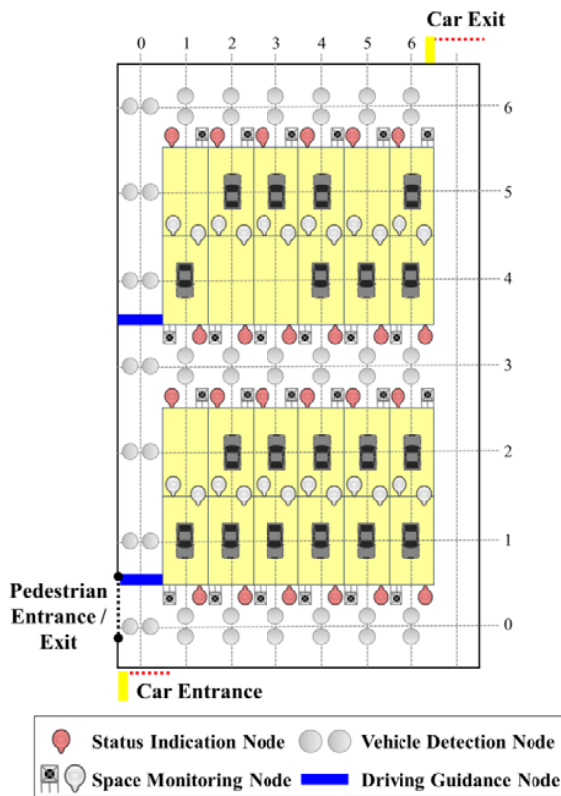 Car Exit
0 1 2 3 4 5 6
6
5
4
3
2
1
0
Pedestrian
Entrance /
Exit
Car Entrance
Status Indication Node
Vehicle Detection Node
Space Monitoring Node
Driving Guidance Node